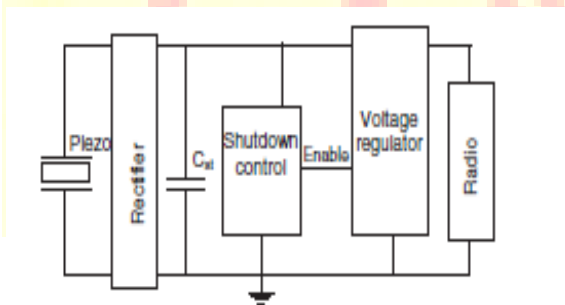 Piezo
Rectifier
Cst
Shutdown
control
Enable
Voltage
regulator
Radio